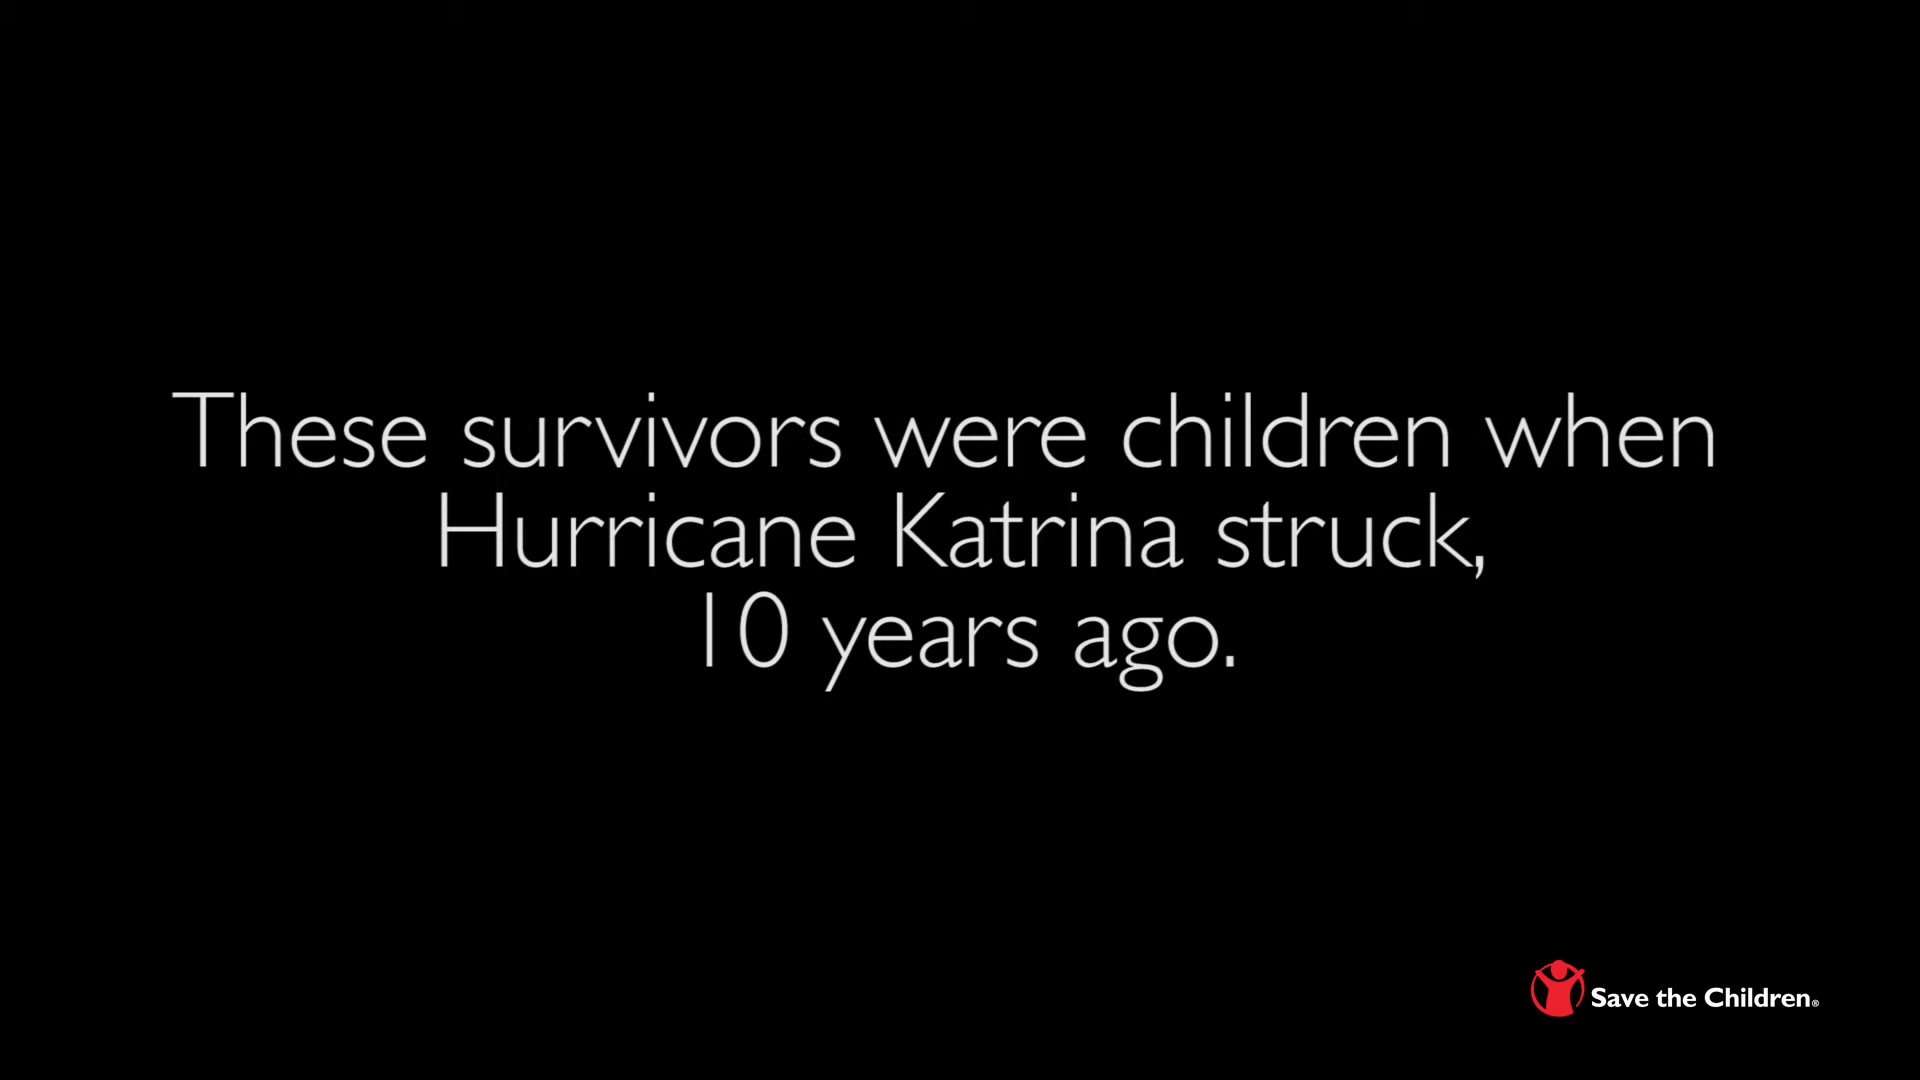 These survivors were children when
Hurricane Katrina struck,
10 years ago.
Save the Children®